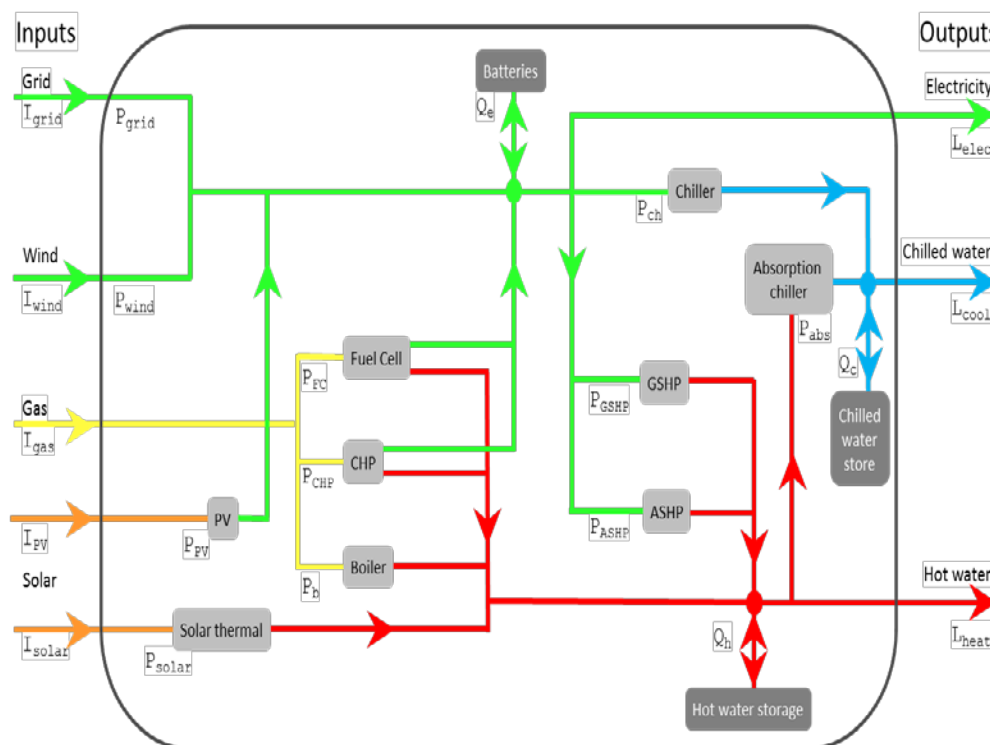 Inputs
Outputs
Grid
I_grid
P_grid
Batteries
Q_e
Electricity
L_elec
Chiller
P_ch
Wind
I_wind
P_wind
Absorption
chiller
P_abs
Chilled water
L_cool
Fuel Cell
P_FC
Q_c
GSHP
P_GSHP
Gas
I_gas
Chilled
water
store
CHP
P_CHP
PV
I_PV
P_PV
ASHP
P_ASHP
Boiler
P_b
Solar
Hot water
Solar thermal
I_solar
P_solar
Q_h
L_heat
Hot water storage